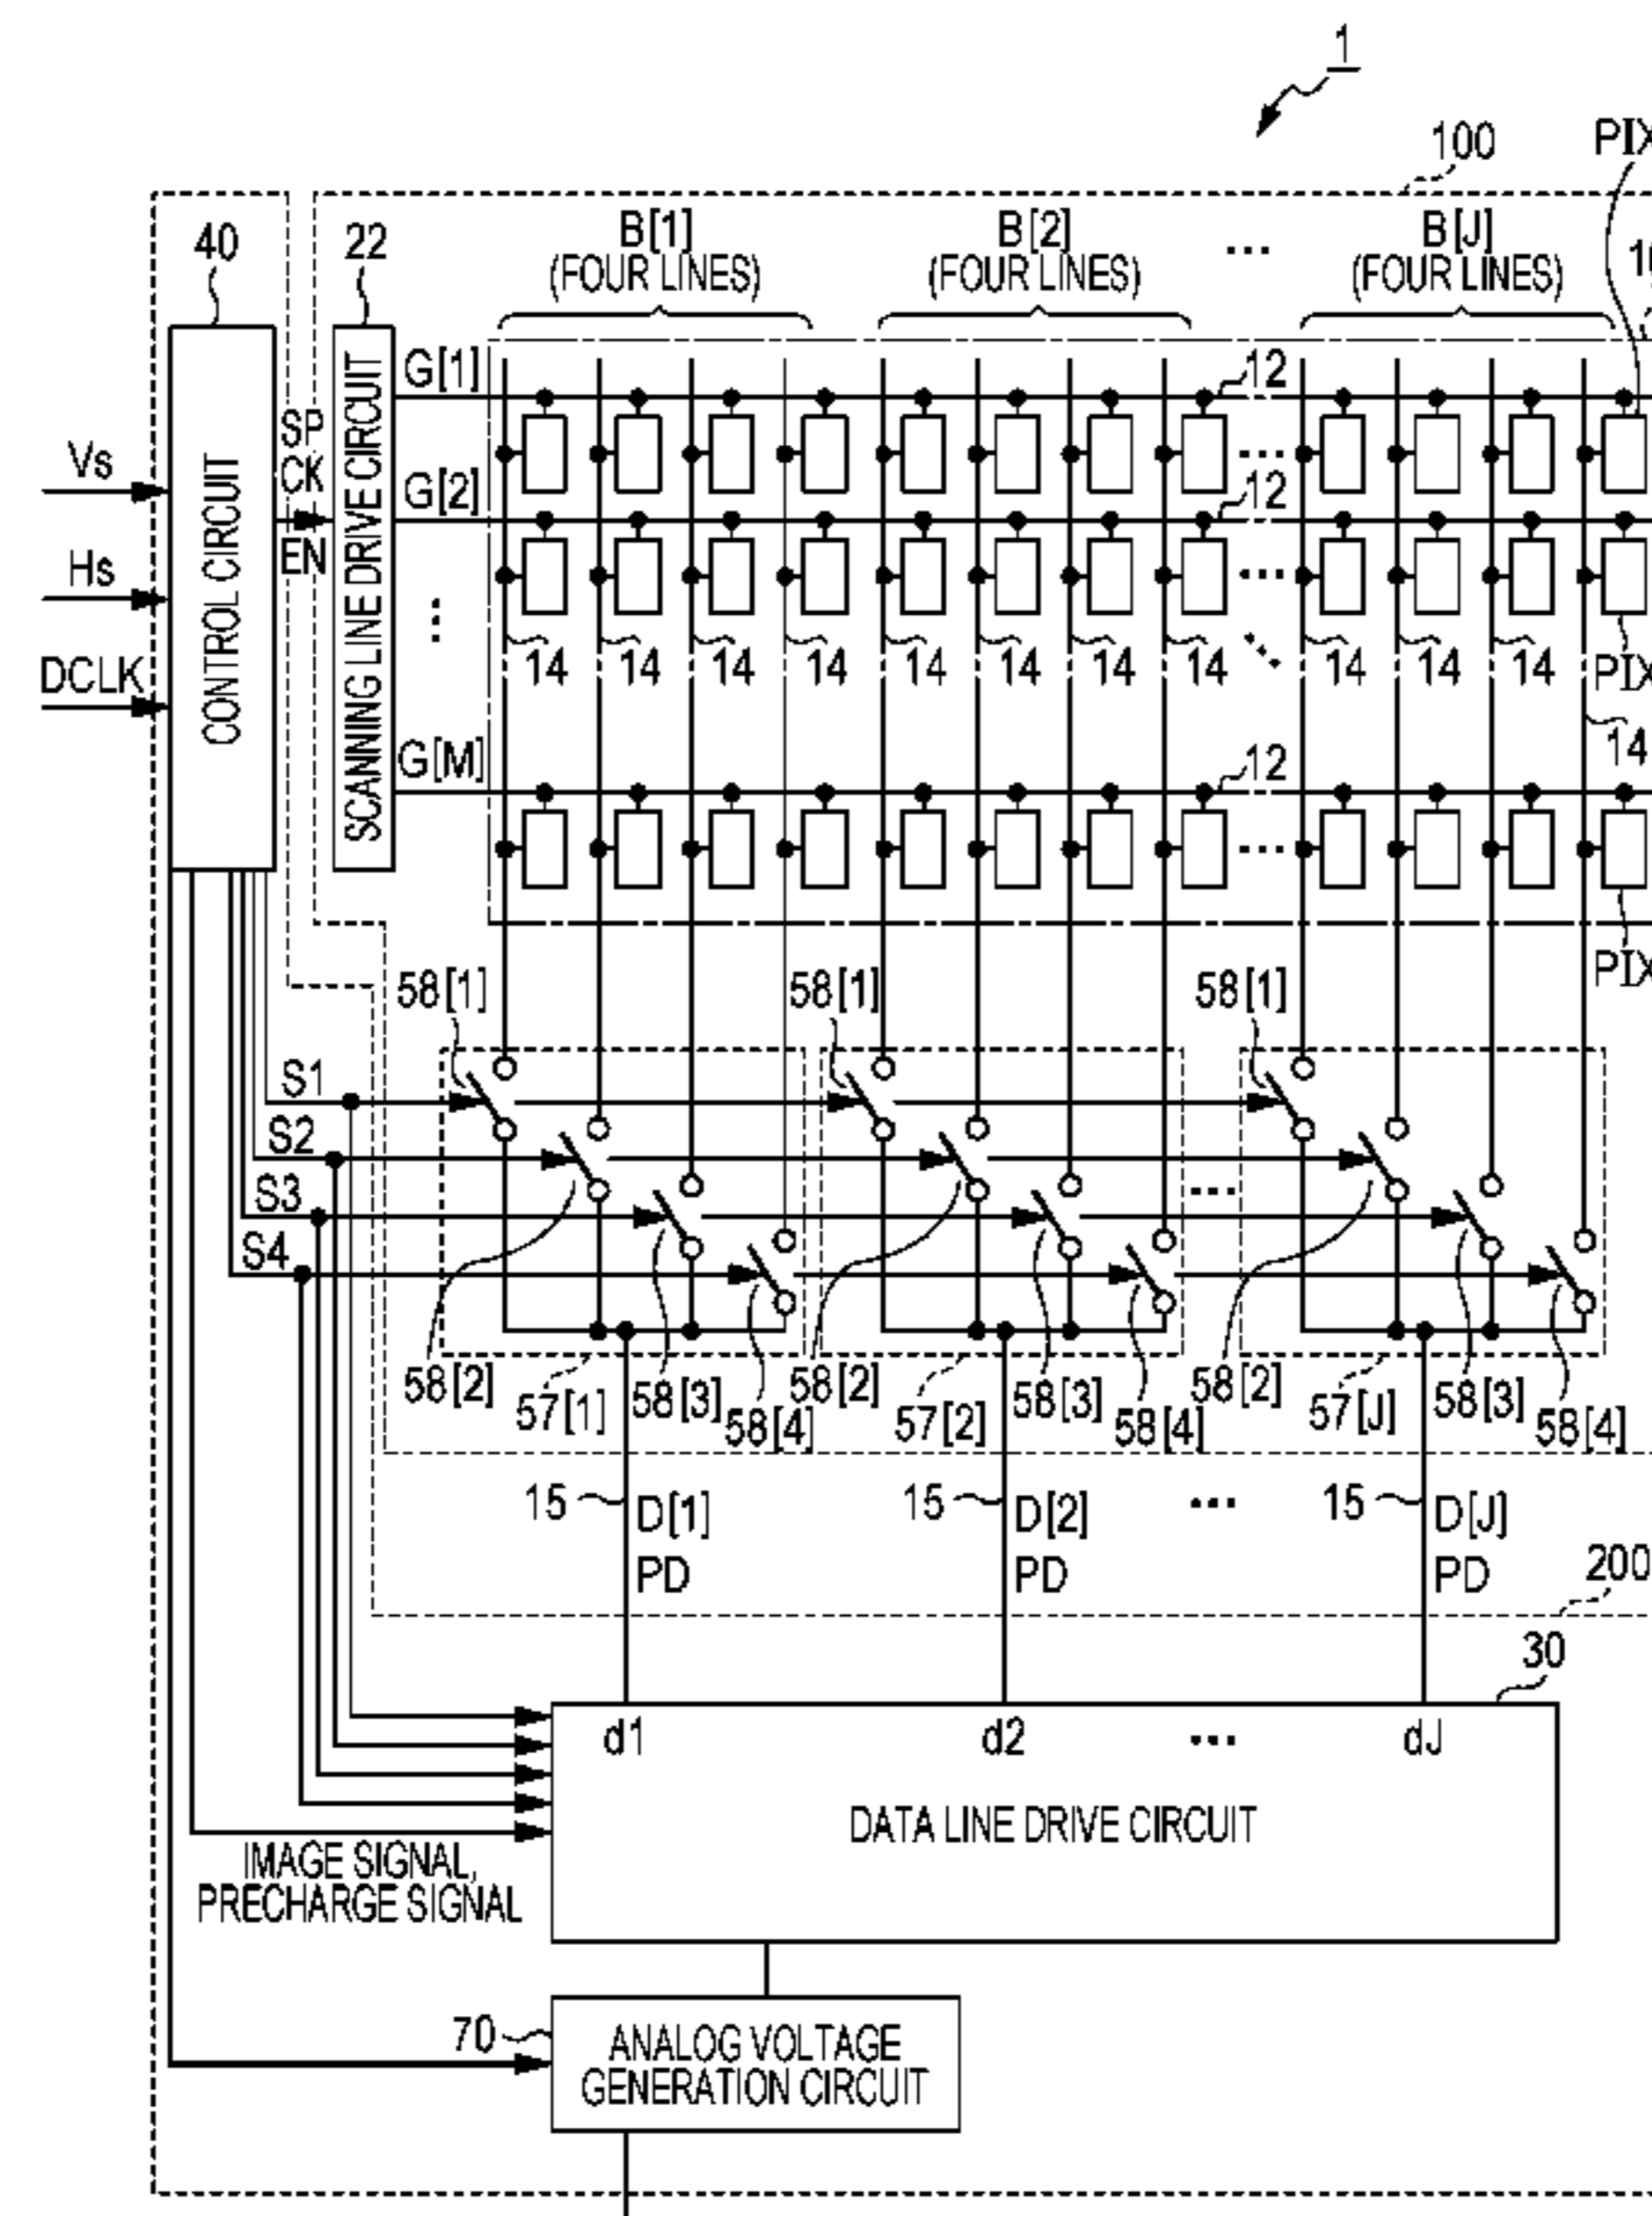 1
100
PIX
40
22
B[1]
(FOUR LINES)
B[2]
(FOUR LINES)
...
B[J]
(FOUR LINES)
G[1]
12
SP
CK
EN
Vs
Hs
DCLK
CONTROL CIRCUIT
SCANNING LINE DRIVE CIRCUIT
...
G[2]
12
...
14 14 14 14 14 14 14 14 14 14 14
PIX
14
G[M]
12
...
PIX
58[1] 58[1] 58[1]
S1
S2
S3
...
S4
58[2] 57[1] 58[3] 58[4] 58[2] 57[2] 58[3] 58[4] 58[2] 57[J] 58[3] 58[4]
15 D[1] 15 D[2] ... 15 D[J]
PD PD PD
200
30
d1 d2 ... dJ
DATA LINE DRIVE CIRCUIT
IMAGE SIGNAL,
PRECHARGE SIGNAL
70
ANALOG VOLTAGE
GENERATION CIRCUIT